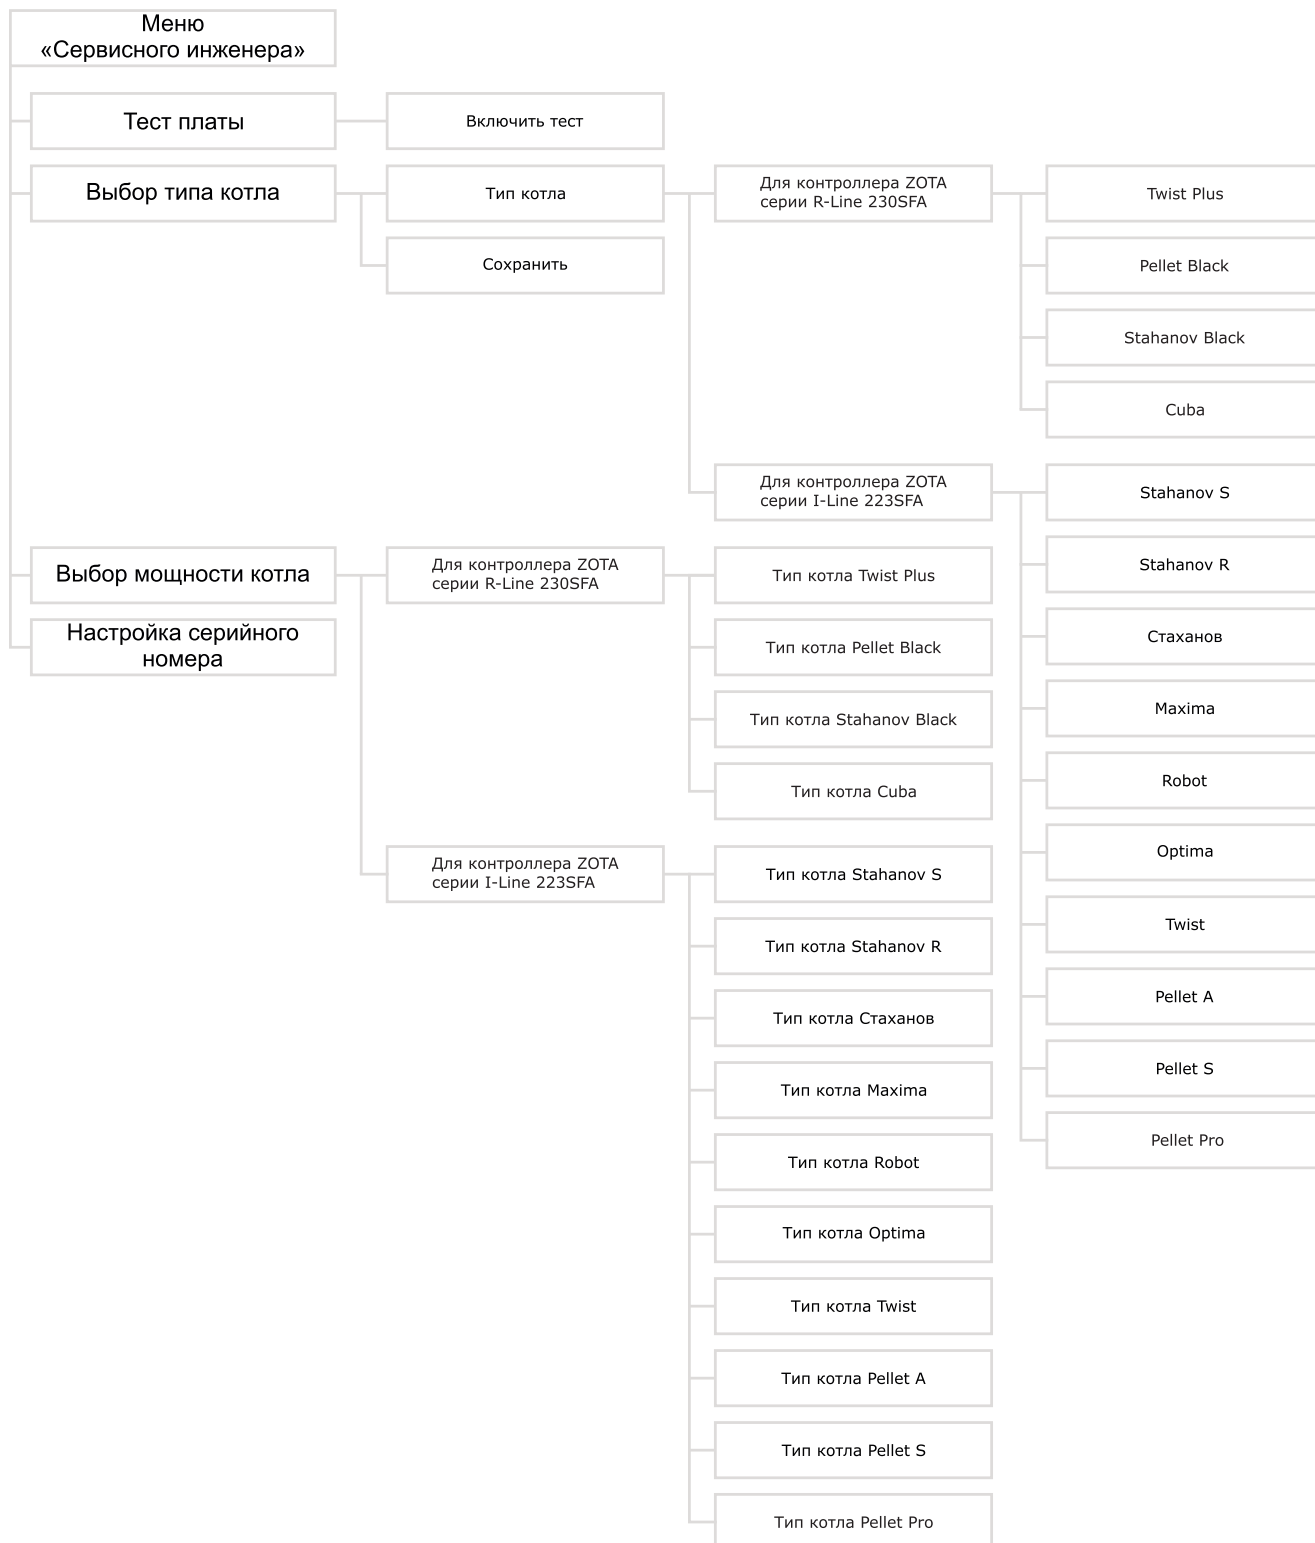 Меню
«Сервисного инженера»
Тест платы
Включить тест
Выбор типа котла
Тип котла
Для контроллера ZOTA
серии R-Line 230SFA
Twist Plus
Сохранить
Pellet Black
Stahanov Black
Cuba
Для контроллера ZOTA
серии I-Line 223SFA
Stahanov S
Stahanov R
Стаханов
Maxima
Robot
Optima
Twist
Pellet A
Pellet S
Pellet Pro
Выбор мощности котла
Для контроллера ZOTA
серии R-Line 230SFA
Тип котла Twist Plus
Тип котла Pellet Black
Тип котла Stahanov Black
Тип котла Cuba
Для контроллера ZOTA
серии I-Line 223SFA
Тип котла Stahanov S
Тип котла Stahanov R
Тип котла Стаханов
Тип котла Maxima
Тип котла Robot
Тип котла Optima
Тип котла Twist
Тип котла Pellet A
Тип котла Pellet S
Тип котла Pellet Pro
Настройка серийного
номера